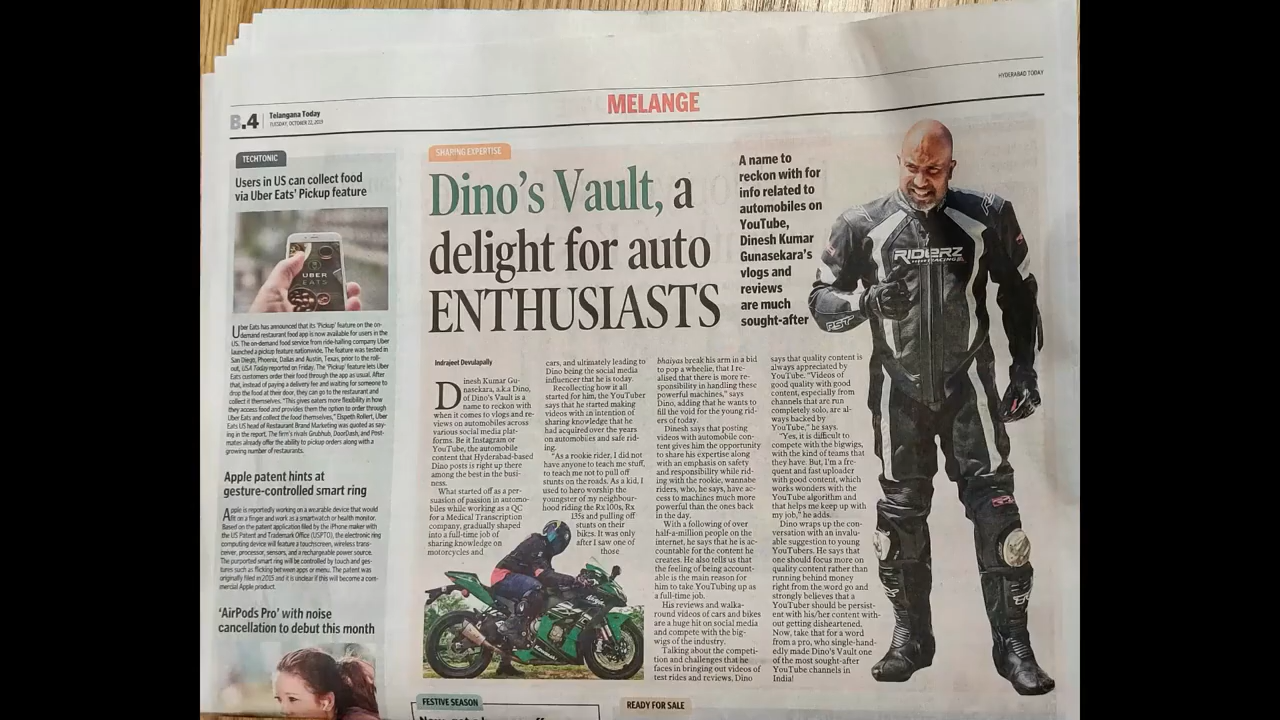 HYDERABAD TODAY
MELANGE
B.4
Telangana Today
TUESDAY, OCTOBER 22, 2019
TECHTONIC
Users in US can collect food
via Uber Eats' Pickup feature
UBER
EATS
Uber Eats has announced that its 'Pickup' feature on the on-
demand restaurant food app is now available for users in the
US. The on-demand food service from ride-hailing company Uber
launched a pickup feature nationwide. The feature was tested in
San Diego, Phoenix, Dallas and Austin, Texas, prior to the roll-
out, USA Today reported on Friday. The 'Pickup' feature lets Uber
Eats customers order their food through the app as usual. After
that, instead of paying a delivery fee and waiting for someone to
drop the food at their door, they can go to the restaurant and
collect it themselves. "This gives eaters more flexibility in how
they access food and provides them the option to order through
Uber Eats and collect the food themselves," Elspeth Rollert, Uber
Eats US head of Restaurant Brand Marketing was quoted as say-
ing in the report. The firm's rivals Grubhub, DoorDash, and Post-
mates already offer the ability to pickup orders along with a
growing number of restaurants.
Apple patent hints at
gesture-controlled smart ring
Apple is reportedly working on a wearable device that would
fit on a finger and work as a smartwatch or health monitor.
Based on the patent application filed by the iPhone maker with
the US Patent and Trademark Office (USPTO), the electronic ring
computing device will feature a touchscreen, wireless trans-
ceiver, processor, sensors, and a rechargeable power source.
The purported smart ring will be controlled by touch and ges-
tures such as flicking between apps or menu. The patent was
originally filed in 2015 and it is unclear if this will become a com-
mercial Apple product.
'AirPods Pro' with noise
cancellation to debut this month
SHARING EXPERTISE
Dino's Vault, a
delight for auto
ENTHUSIASTS
A name to
reckon with for
info related to
automobiles on
YouTube,
Dinesh Kumar
Gunasekara's
vlogs and
reviews
are much
sought-after
Indrajeet Devulapally
Dinesh Kumar Gu-
nasekara, a.k.a Dino,
of Dino's Vault is a
name to reckon with
when it comes to vlogs and re-
views on automobiles across
various social media plat-
forms. Be it Instagram or
YouTube, the automobile
content that Hyderabad-based
Dino posts is right up there
among the best in the busi-
ness.
What started off as a per-
suasion of passion in automo-
biles while working as a QC
for a Medical Transcription
company, gradually shaped
into a full-time job of
sharing knowledge on
motorcycles and
cars, and ultimately leading to
Dino being the social media
influencer that he is today.
Recollecting how it all
started for him, the YouTuber
says that he started making
videos with an intention of
sharing knowledge that he
had acquired over the years
on automobiles and safe rid-
ing.
"As a rookie rider, I did not
have anyone to teach me stuff,
to teach me not to pull off
stunts on the roads. As a kid, I
used to hero worship the
youngster of my neighbour-
hood riding the Rx 100s, Rx
135s and pulling off
stunts on their
bikes. It was only
after I saw one of
those
bhaiyas break his arm in a bid
to pop a wheelie, that I re-
alised that there is more re-
sponsibility in handling these
powerful machines," says
Dino, adding that he wants to
fill the void for the young rid-
ers of today.
Dinesh says that posting
videos with automobile con-
tent gives him the opportunity
to share his expertise along
with an emphasis on safety
and responsibility while rid-
ing with the rookie, wannabe
riders, who, he says, have ac-
cess to machines much more
powerful than the ones back
in the day.
With a following of over
half-a-million people on the
internet, he says that he is ac-
countable for the content he
creates. He also tells us that
the feeling of being account-
able is the main reason for
him to take YouTubing up as
a full-time job.
His reviews and walka-
round videos of cars and bikes
are a huge hit on social media
and compete with the big-
wigs of the industry.
Talking about the competi-
tion and challenges that he
faces in bringing out videos of
test rides and reviews, Dino
says that quality content is
always appreciated by
YouTube. "Videos of
good quality with good
content, especially from
channels that are run
completely solo, are al-
ways backed by
YouTube," he says.
"Yes, it is difficult to
compete with the bigwigs,
with the kind of teams that
they have. But, I'm a fre-
quent and fast uploader
with good content, which
works wonders with the
YouTube algorithm and
that helps me keep up with
my job," he adds.
Dino wraps up the con-
versation with an invalu-
able suggestion to young
YouTubers. He says that
one should focus more on
quality content rather than
running behind money
right from the word go and
strongly believes that a
YouTuber should be persist-
ent with his/her content with-
out getting disheartened.
Now, take that for a word
from a pro, who single-hand-
edly made Dino's Vault one
of the most sought-after
YouTube channels in
India!
RIDERZ
RACING
RST
Ninja
Kawasaki
FESTIVE SEASON
READY FOR SALE